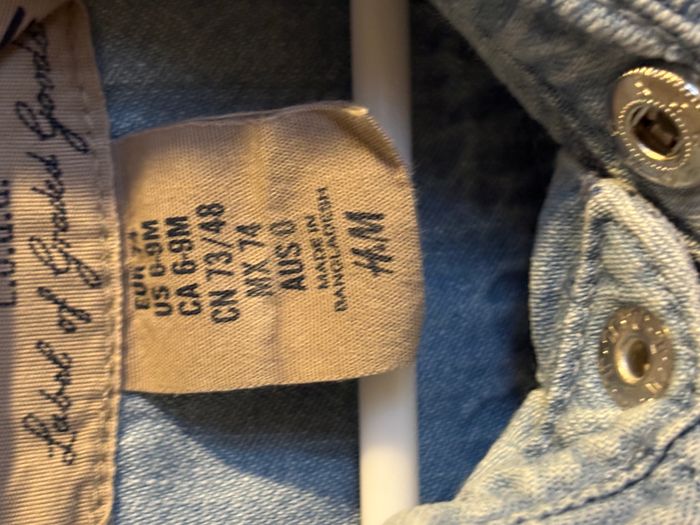 L.O.G.G.
Label of Graded Goods
EUR 74
US 6-9M
CA 6-9M
CN 73/48
MX 74
AUS 0
MADE IN
BANGLADESH
H&M